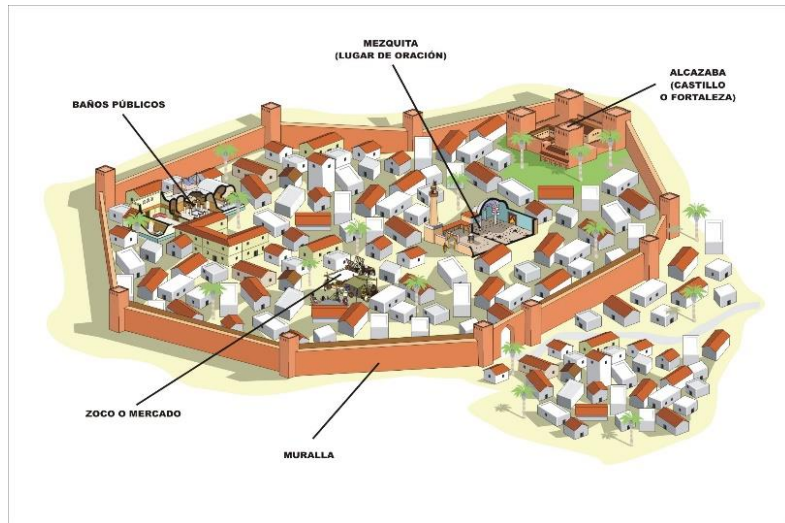 MEZQUITA
(LUGAR DE ORACIÓN)
ALCAZABA
(CASTILLO
O FORTALEZA)
BAÑOS PÚBLICOS
ZOCO O MERCADO
MURALLA